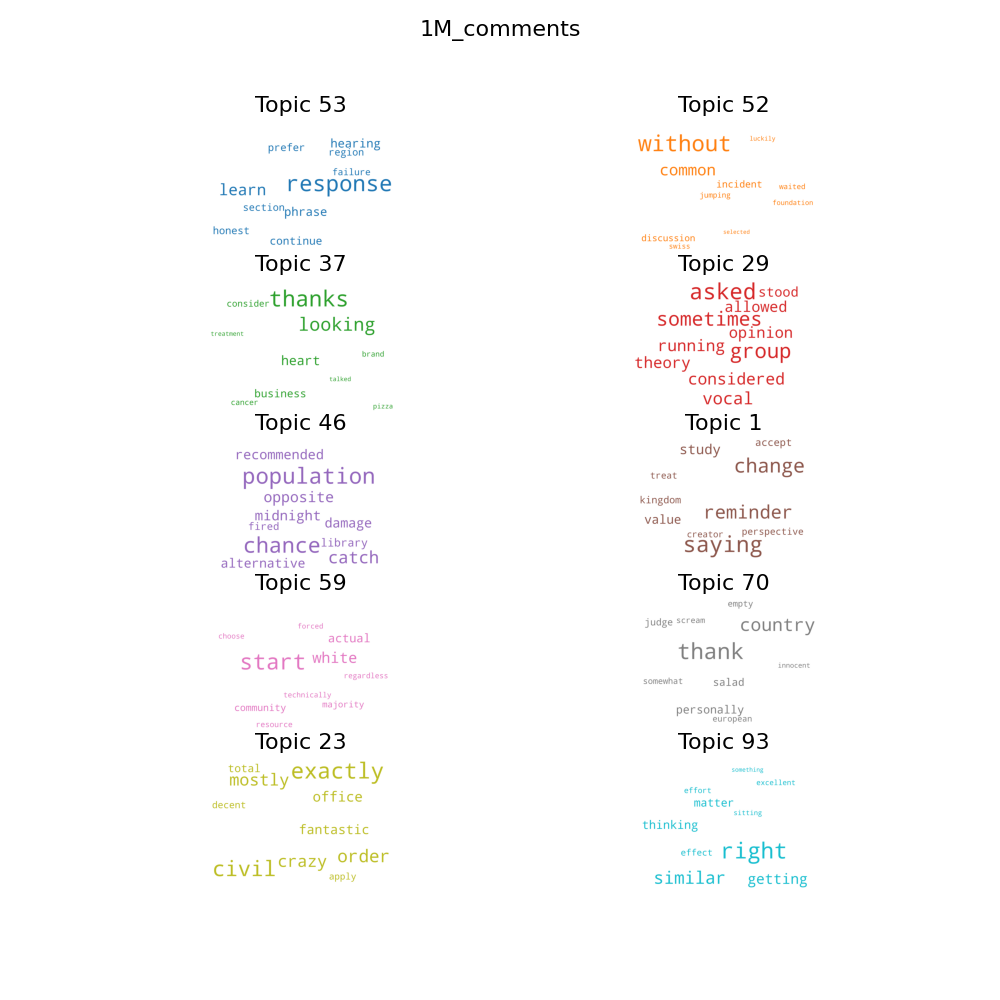 1M_comments
Topic 53
prefer hearing
region
failure
learn response
section phrase
honest
continue
Topic 52
without luckily
common
incident waited
jumping
foundation
discussion selected
swiss
Topic 37
consider thanks
looking
treatment
heart brand
talked
business
cancer pizza
Topic 29
asked stood
allowed
sometimes
opinion
running group
theory
considered
vocal
Topic 46
recommended
population
opposite
midnight
fired damage
chance library
alternative catch
Topic 1
study accept
change
treat
kingdom
value reminder
creator perspective
saying
Topic 59
choose forced
actual
start white
regardless
technically
community majority
resource
Topic 70
empty
judge scream country
thank
innocent
somewhat salad
personally
european
Topic 23
total exactly
mostly
decent office
fantastic
civil crazy order
apply
Topic 93
something
excellent
effort
matter
sitting
thinking
effect right
similar getting